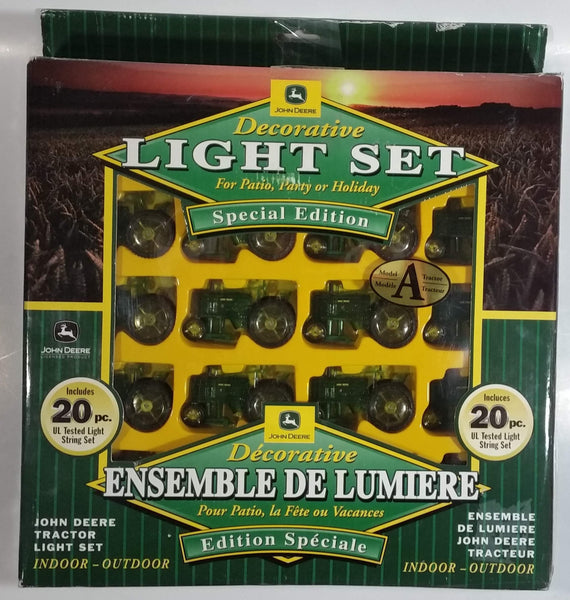 JOHN DEERE
Decorative
LIGHT SET
For Patio, Party or Holiday
Special Edition
Model Tractor
A
Modèle Tracteur
JOHN DEERE
LICENSED PRODUCT
Includes
20 pc.
UL Tested Light
String Set
Includes
20 pc.
UL Tested Light
String Set
JOHN DEERE
Décorative
ENSEMBLE DE LUMIERE
Pour Patio, la Fête ou Vacances
Edition Spéciale
JOHN DEERE
TRACTOR
LIGHT SET
INDOOR – OUTDOOR
ENSEMBLE
DE LUMIERE
JOHN DEERE
TRACTEUR
INDOOR – OUTDOOR